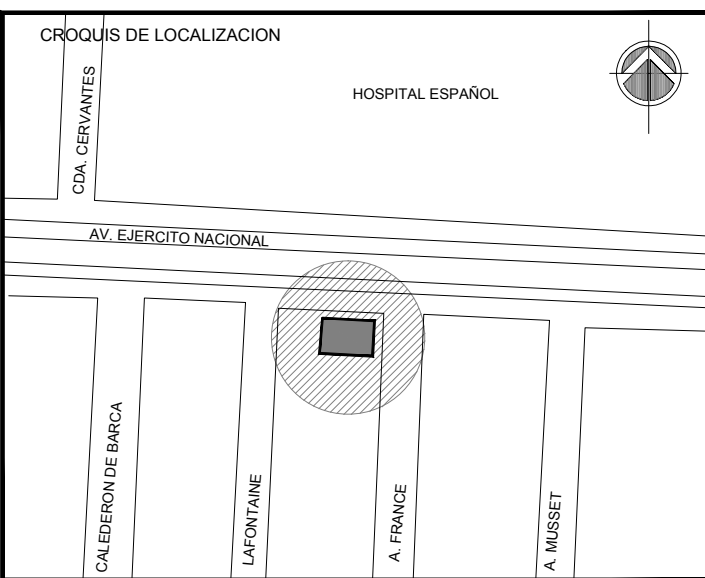 CROQUIS DE LOCALIZACION
HOSPITAL ESPAÑOL
CDA. CERVANTES
AV. EJERCITO NACIONAL
CALEDERON DE BARCA
LAFONTAINE
A. FRANCE
A. MUSSET